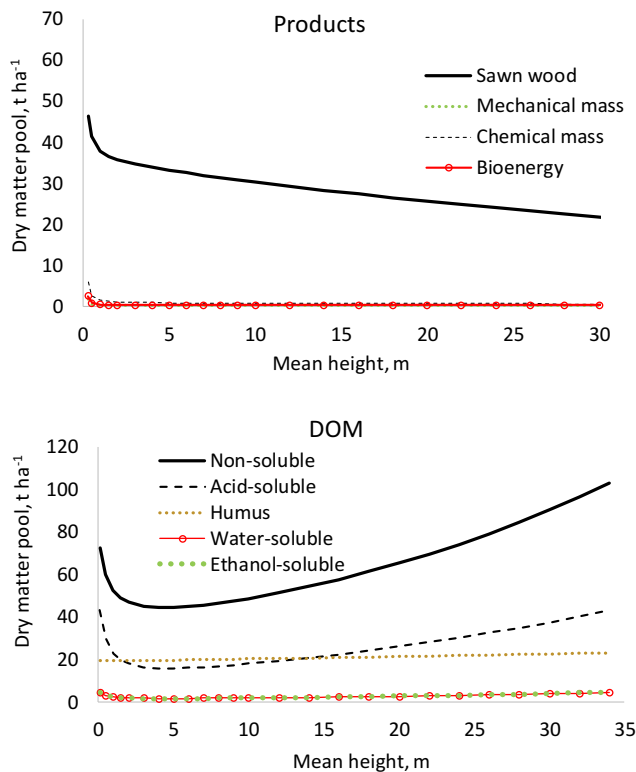 Products
Dry matter pool, t ha⁻¹
70
60
50
40
30
20
10
0
Sawn wood
Mechanical mass
Chemical mass
Bioenergy
0 5 10 15 20 25 30
Mean height, m
DOM
Dry matter pool, t ha⁻¹
120
100
80
60
40
20
0
Non-soluble
Acid-soluble
Humus
Water-soluble
Ethanol-soluble
0 5 10 15 20 25 30 35
Mean height, m